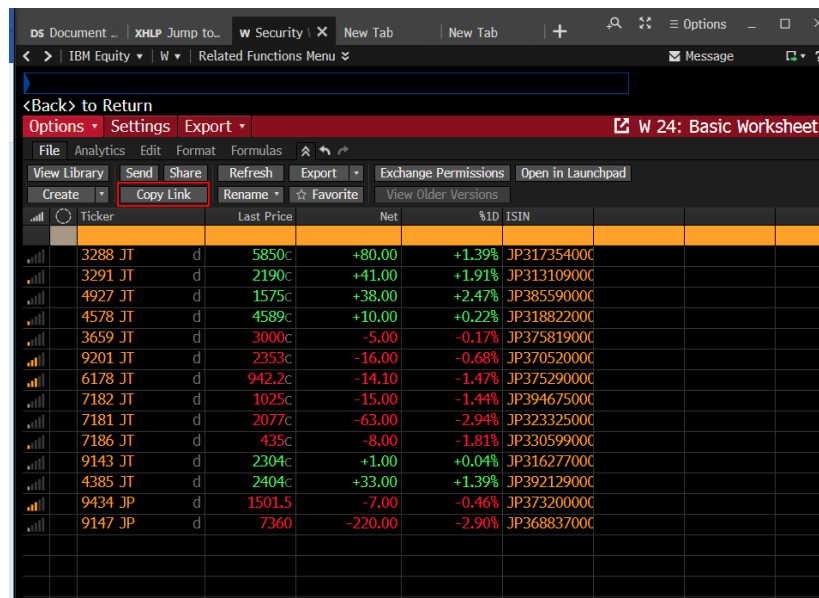 DS Document … XHLP Jump to... W Security \ X New Tab New Tab + Options
< > IBM Equity W Related Functions Menu Message
<Back> to Return
Options Settings Export W 24: Basic Worksheet
File Analytics Edit Format Formulas
View Library Send Share Refresh Export Exchange Permissions Open in Launchpad
Create Copy Link Rename Favorite View Older Versions
Ticker Last Price Net %1D ISIN
3288 JT d 5850c +80.00 +1.39% JP317354000
3291 JT d 2190c +41.00 +1.91% JP313109000
4927 JT d 1575c +38.00 +2.47% JP385590000
4578 JT d 4589c +10.00 +0.22% JP318822000
3659 JT d 3000c -5.00 -0.17% JP375819000
9201 JT d 2353c -16.00 -0.68% JP370520000
6178 JT d 942.2c -14.10 -1.47% JP375290000
7182 JT d 1025c -15.00 -1.44% JP394675000
7181 JT d 2077c -63.00 -2.94% JP323325000
7186 JT d 435c -8.00 -1.81% JP330599000
9143 JT d 2304c +1.00 +0.04% JP316277000
4385 JT d 2404c +33.00 +1.39% JP392129000
9434 JP d 1501.5 -7.00 -0.46% JP373200000
9147 JP d 7360 -220.00 -2.90% JP368837000